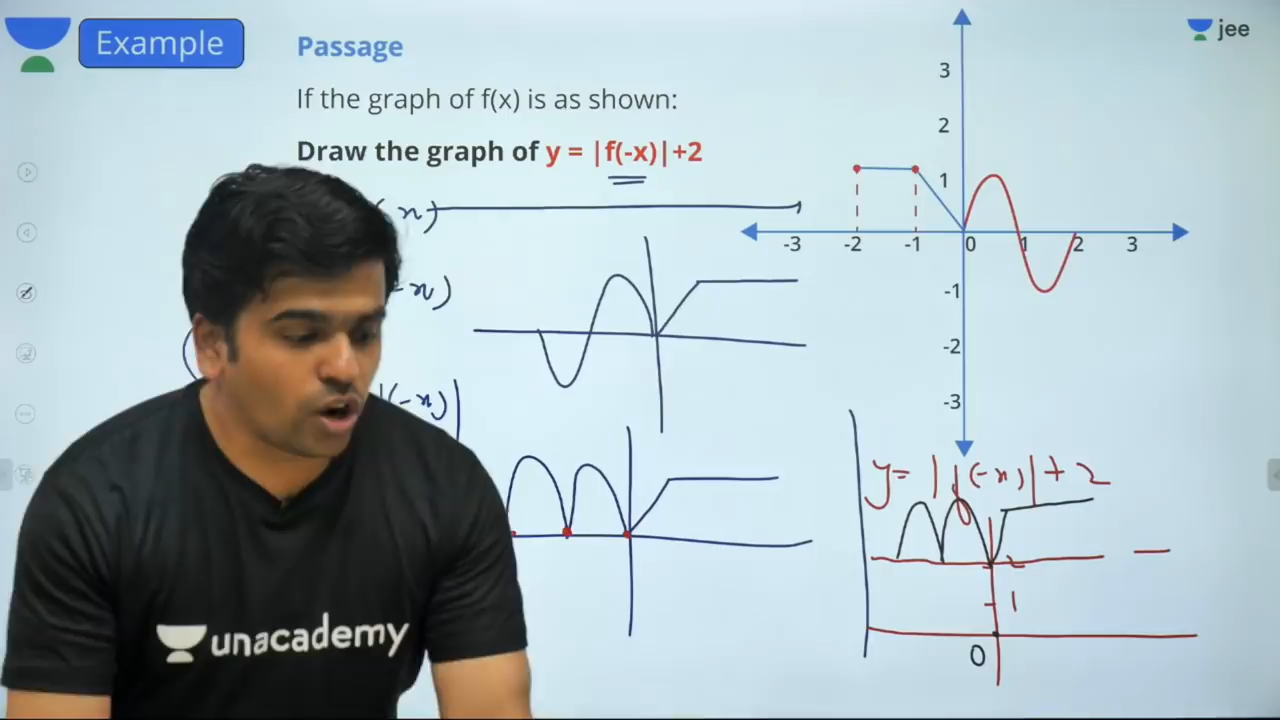 Example
Passage
jee
If the graph of f(x) is as shown:
Draw the graph of y = |f(-x)|+2
3
2
1
-3 -2 -1 0 1 2 3
-1
-2
-3
(-x)
-x)
(-x)|
y = |f(-x)| + 2
2
1
0
unacademy